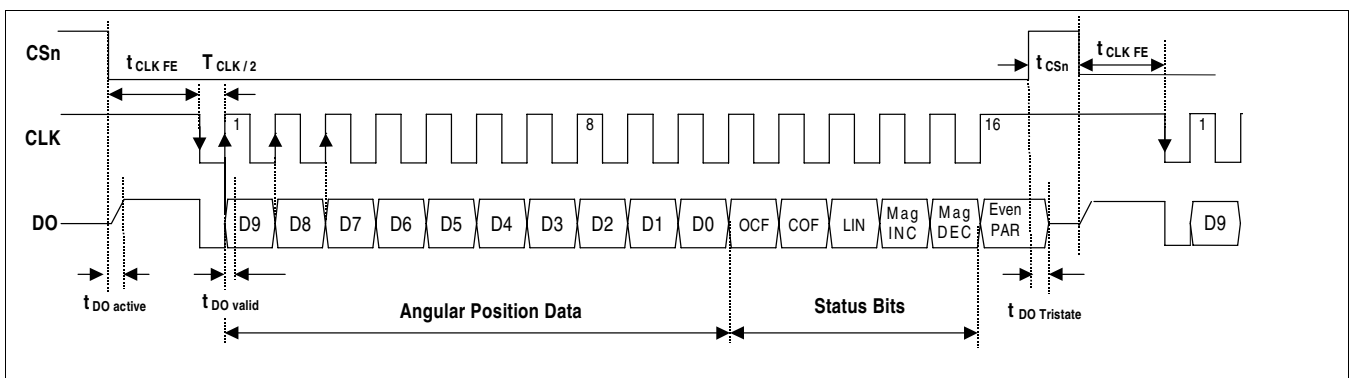 CSn
t CLK FE
T CLK / 2
t CSn
t CLK FE
CLK
1
8
16
1
DO
D9
D8
D7
D6
D5
D4
D3
D2
D1
D0
OCF
COF
LIN
Mag
INC
Mag
DEC
Even
PAR
D9
t DO active
t DO valid
Angular Position Data
Status Bits
t DO Tristate